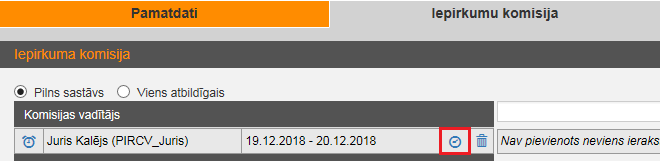 Pamatdati
Iepirkumu komisija
Iepirkuma komisija
Pilns sastāvs
Viens atbildīgais
Komisijas vadītājs
Juris Kalējs (PIRCV_Juris)
19.12.2018 - 20.12.2018
Nav pievienots neviens ieraks